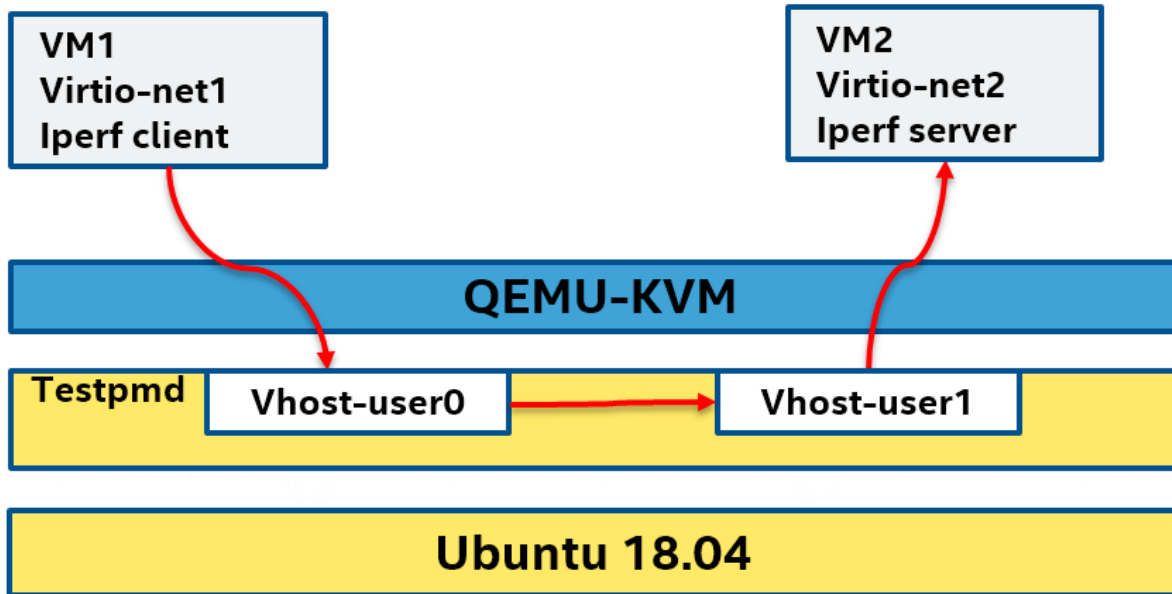 VM1
Virtio-net1
Iperf client
VM2
Virtio-net2
Iperf server
QEMU-KVM
Testpmd
Vhost-user0
Vhost-user1
Ubuntu 18.04